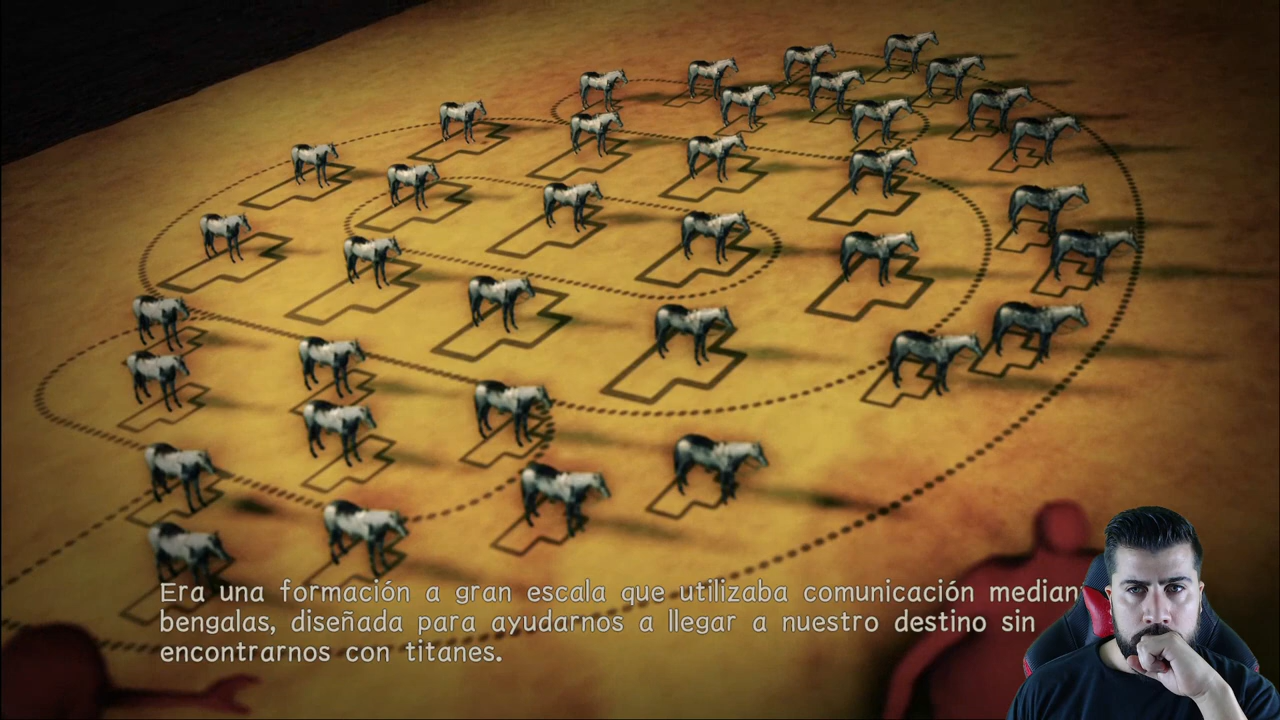 Era una formación a gran escala que utilizaba comunicación median
bengalas, diseñada para ayudarnos a llegar a nuestro destino sin
encontrarnos con titanes.